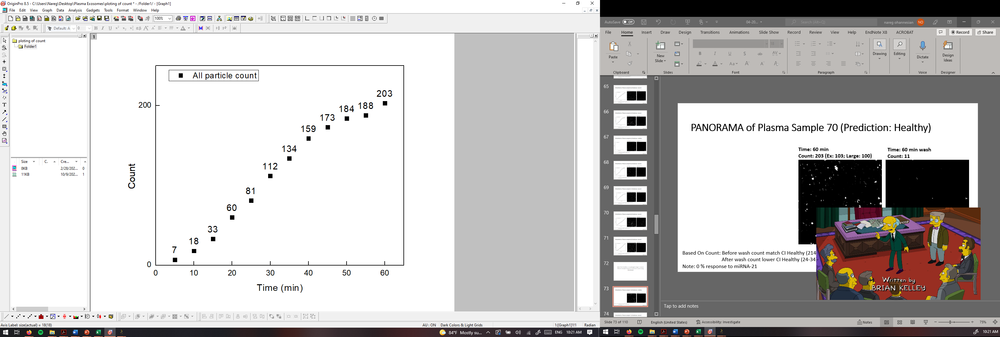 OriginPro 8.5 - C:\Users\Nareg\Desktop\Plasma Exosomes\ploting of count * - /Folder1/ - [Graph1]
File Edit View Graph Data Analysis Gadgets Tools Format Window Help
100%
Default: A 0 B I U
ploting of count
Folder1
Size C. Cre...
8KB 2/28/202... 0
11KB 10/9/202... 1
1
All particle count
203
188
184
173
159
134
112
81
60
33
18
7
200
0
Count
0 10 20 30 40 50 60
Time (min)
Axis Label: size(actual) = 18(18)
AU : ON Dark Colors & Light Grids 1:[Graph1]1!1 Radian
84°F Mostly su... ENG 10:21 AM
AutoSave Off 04-20... Search (Alt+Q) nareg ohannesian NO
File Home Insert Draw Design Transitions Animations Slide Show Record Review View Help EndNote X8 ACROBAT Record Share
Paste
New
Slide
18
B I U S ab AV
Aa A A
Drawing
Editing
Dictate
Design
Ideas
Clipboard Slides Font Paragraph Voice Designer
65
66
67
68
69
70
71
72
73
74
PANORAMA of Plasma Sample 70 (Prediction: Healthy)
Time: 60 min
Count: 203 (Ex: 103; Large: 100)
Time: 60 min wash
Count: 11
Based On Count: Before wash count match CI Healthy (214
After wash count lower CI Healthy (24-34
Note: 0 % response to miRNA-21
Written by
BRIAN KELLEY
Tap to add notes
Slide 73 of 110 English (United States) Accessibility: Investigate Notes 75%
10:21 AM